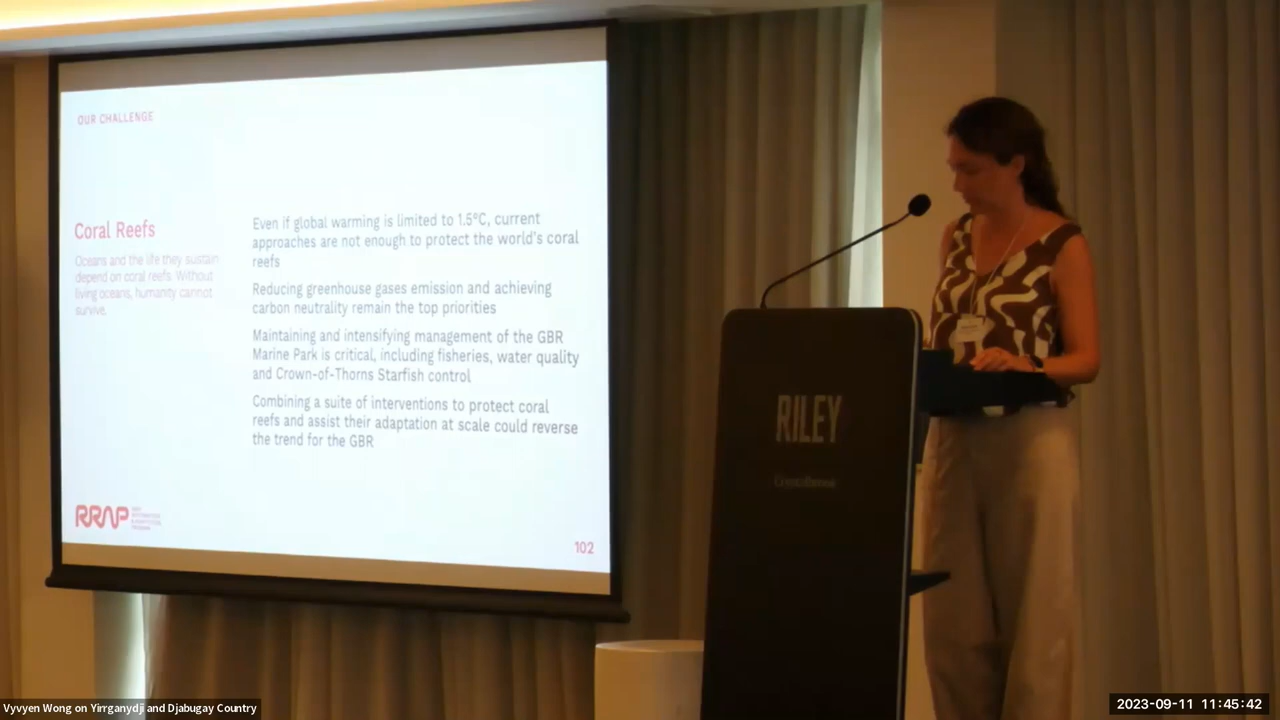 OUR CHALLENGE
Coral Reefs
Oceans and the life they sustain
depend on coral reefs. Without
living oceans, humanity cannot
survive.
Even if global warming is limited to 1.5°C, current
approaches are not enough to protect the world's coral
reefs
Reducing greenhouse gases emission and achieving
carbon neutrality remain the top priorities
Maintaining and intensifying management of the GBR
Marine Park is critical, including fisheries, water quality
and Crown-of-Thorns Starfish control
Combining a suite of interventions to protect coral
reefs and assist their adaptation at scale could reverse
the trend for the GBR
RRAP
102
RILEY
Crystalbrook
Vyvyen Wong on Yirrganydji and Djabugay Country
2023-09-11 11:45:42